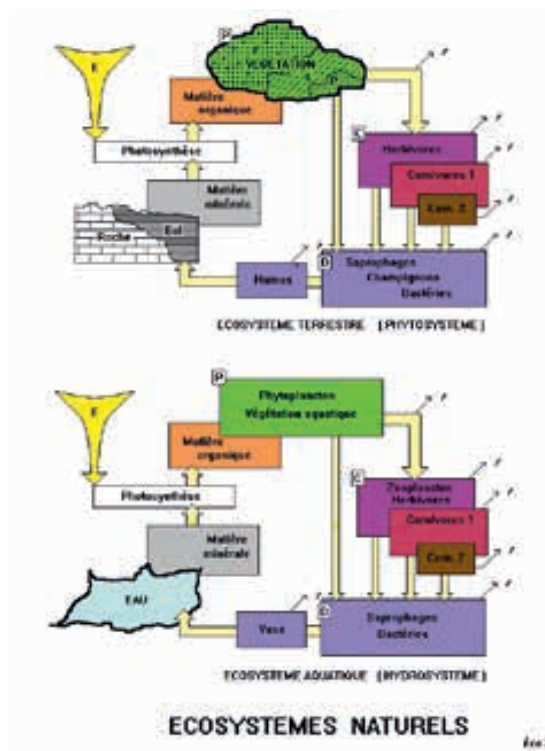 P
VEGETATION
E
Matière
organique
Photosynthèse
C
Herbivores
Carnivores 1
Carn. 2
Matière
minérale
Sol
Roche
Humus
D
Saprophages
Champignons
Bactéries
ECOSYSTEME TERRESTRE [ PHYTOSYSTEME ]
P
Phytoplancton
Végétation aquatique
E
Matière
organique
Photosynthèse
C
Zooplancton
Herbivores
Carnivores 1
Carn. 2
Matière
minérale
EAU
Vase
D
Saprophages
Bactéries
ECOSYSTEME AQUATIQUE [ HYDROSYSTEME ]
ECOSYSTEMES NATURELS